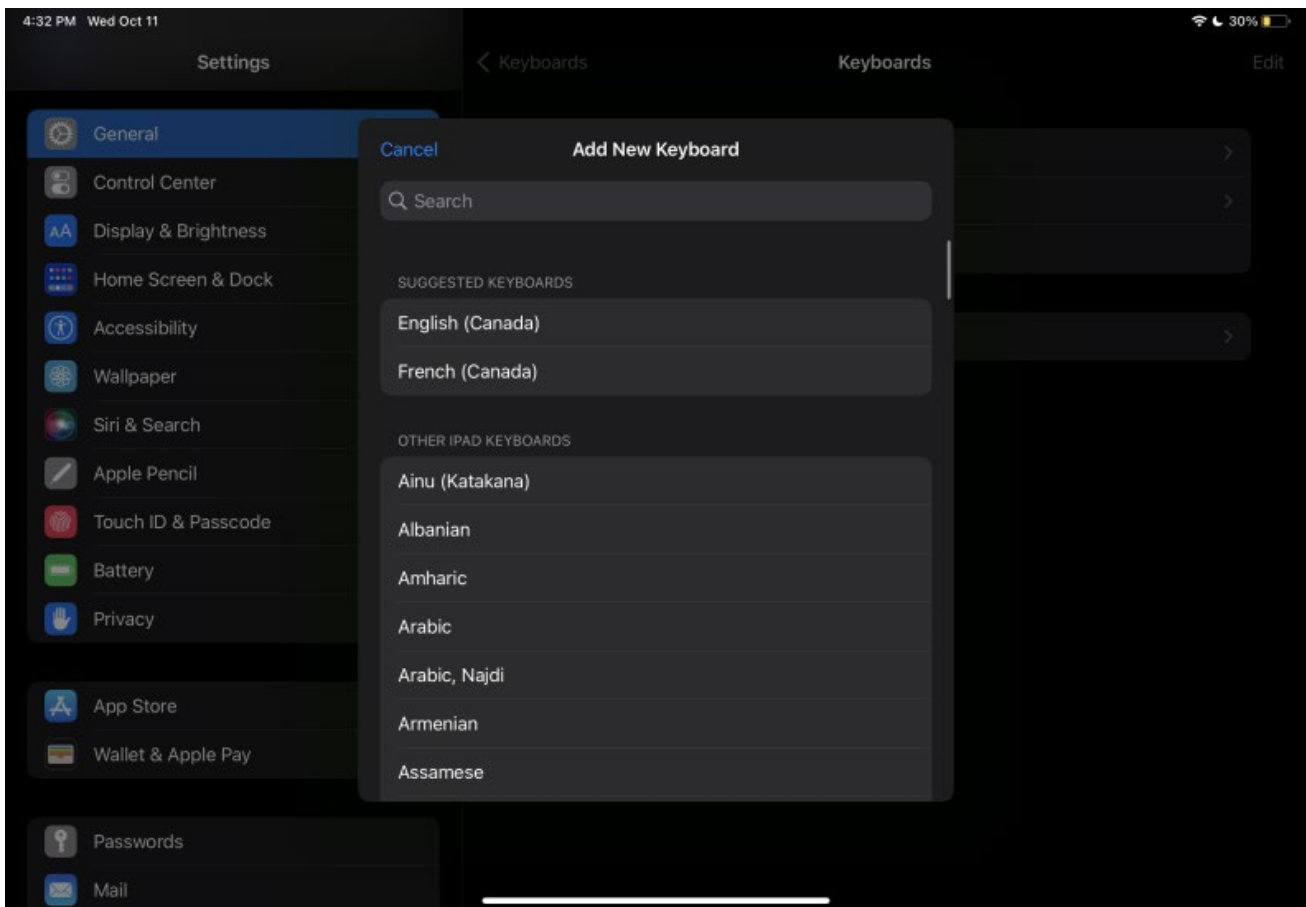 4:32 PM Wed Oct 11
30%
Settings
General
Control Center
Display & Brightness
Home Screen & Dock
Accessibility
Wallpaper
Siri & Search
Apple Pencil
Touch ID & Passcode
Battery
Privacy
App Store
Wallet & Apple Pay
Passwords
Mail
Keyboards
Keyboards
Edit
Cancel
Add New Keyboard
Search
SUGGESTED KEYBOARDS
English (Canada)
French (Canada)
OTHER IPAD KEYBOARDS
Ainu (Katakana)
Albanian
Amharic
Arabic
Arabic, Najdi
Armenian
Assamese